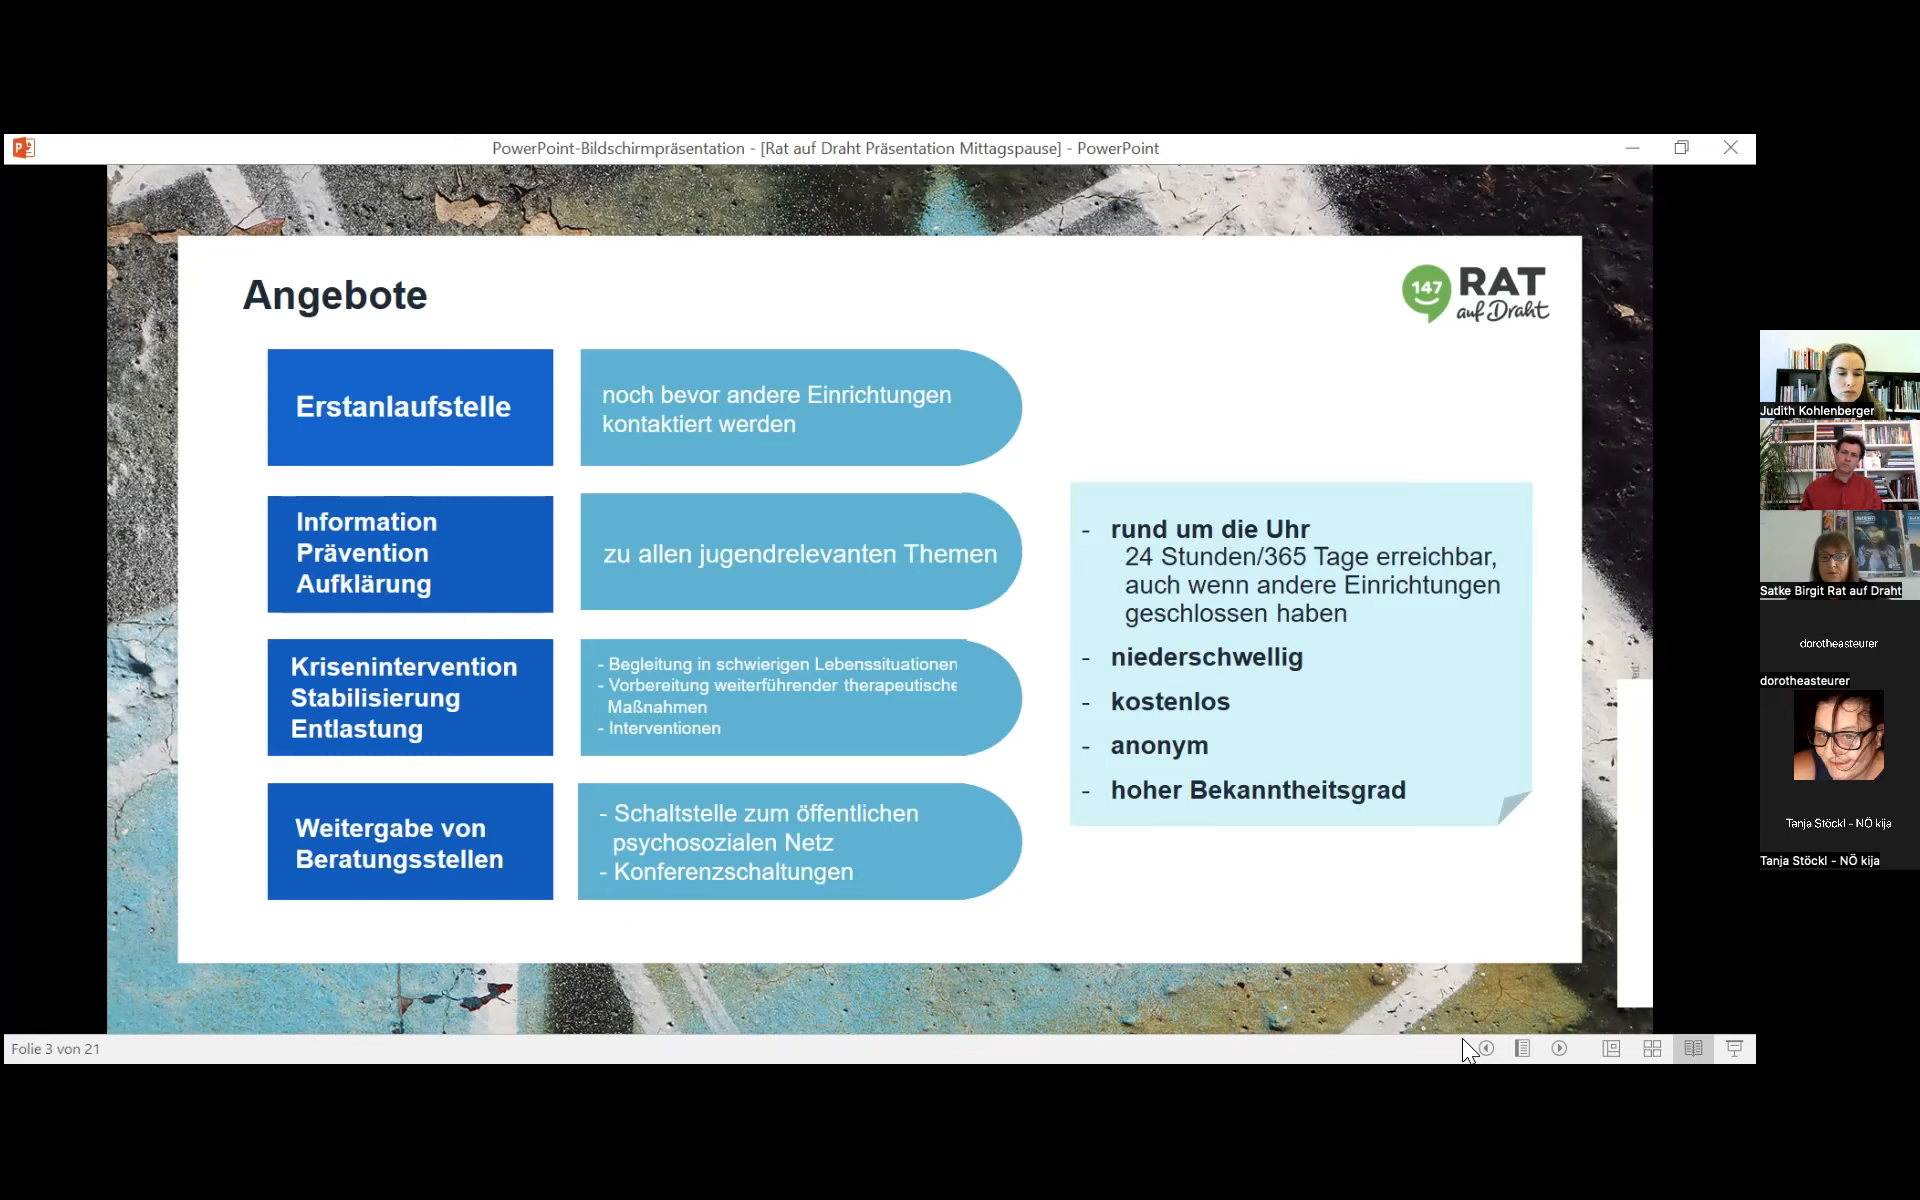 PowerPoint-Bildschirmpräsentation - [Rat auf Draht Präsentation Mittagspause] - PowerPoint
Angebote
147
RAT
auf Draht
Erstanlaufstelle
noch bevor andere Einrichtungen
kontaktiert werden
Information
Prävention
Aufklärung
zu allen jugendrelevanten Themen
Krisenintervention
Stabilisierung
Entlastung
- Begleitung in schwierigen Lebenssituationen
- Vorbereitung weiterführender therapeutische
Maßnahmen
- Interventionen
Weitergabe von
Beratungsstellen
- Schaltstelle zum öffentlichen
psychosozialen Netz
- Konferenzschaltungen
- rund um die Uhr
24 Stunden/365 Tage erreichbar,
auch wenn andere Einrichtungen
geschlossen haben
- niederschwellig
- kostenlos
- anonym
- hoher Bekanntheitsgrad
Folie 3 von 21
Judith Kohlenberger
Satke Birgit Rat auf Draht
dorotheasteurer
dorotheasteurer
Tanja Stöckl - NÖ kija
Tanja Stöckl - NÖ kija